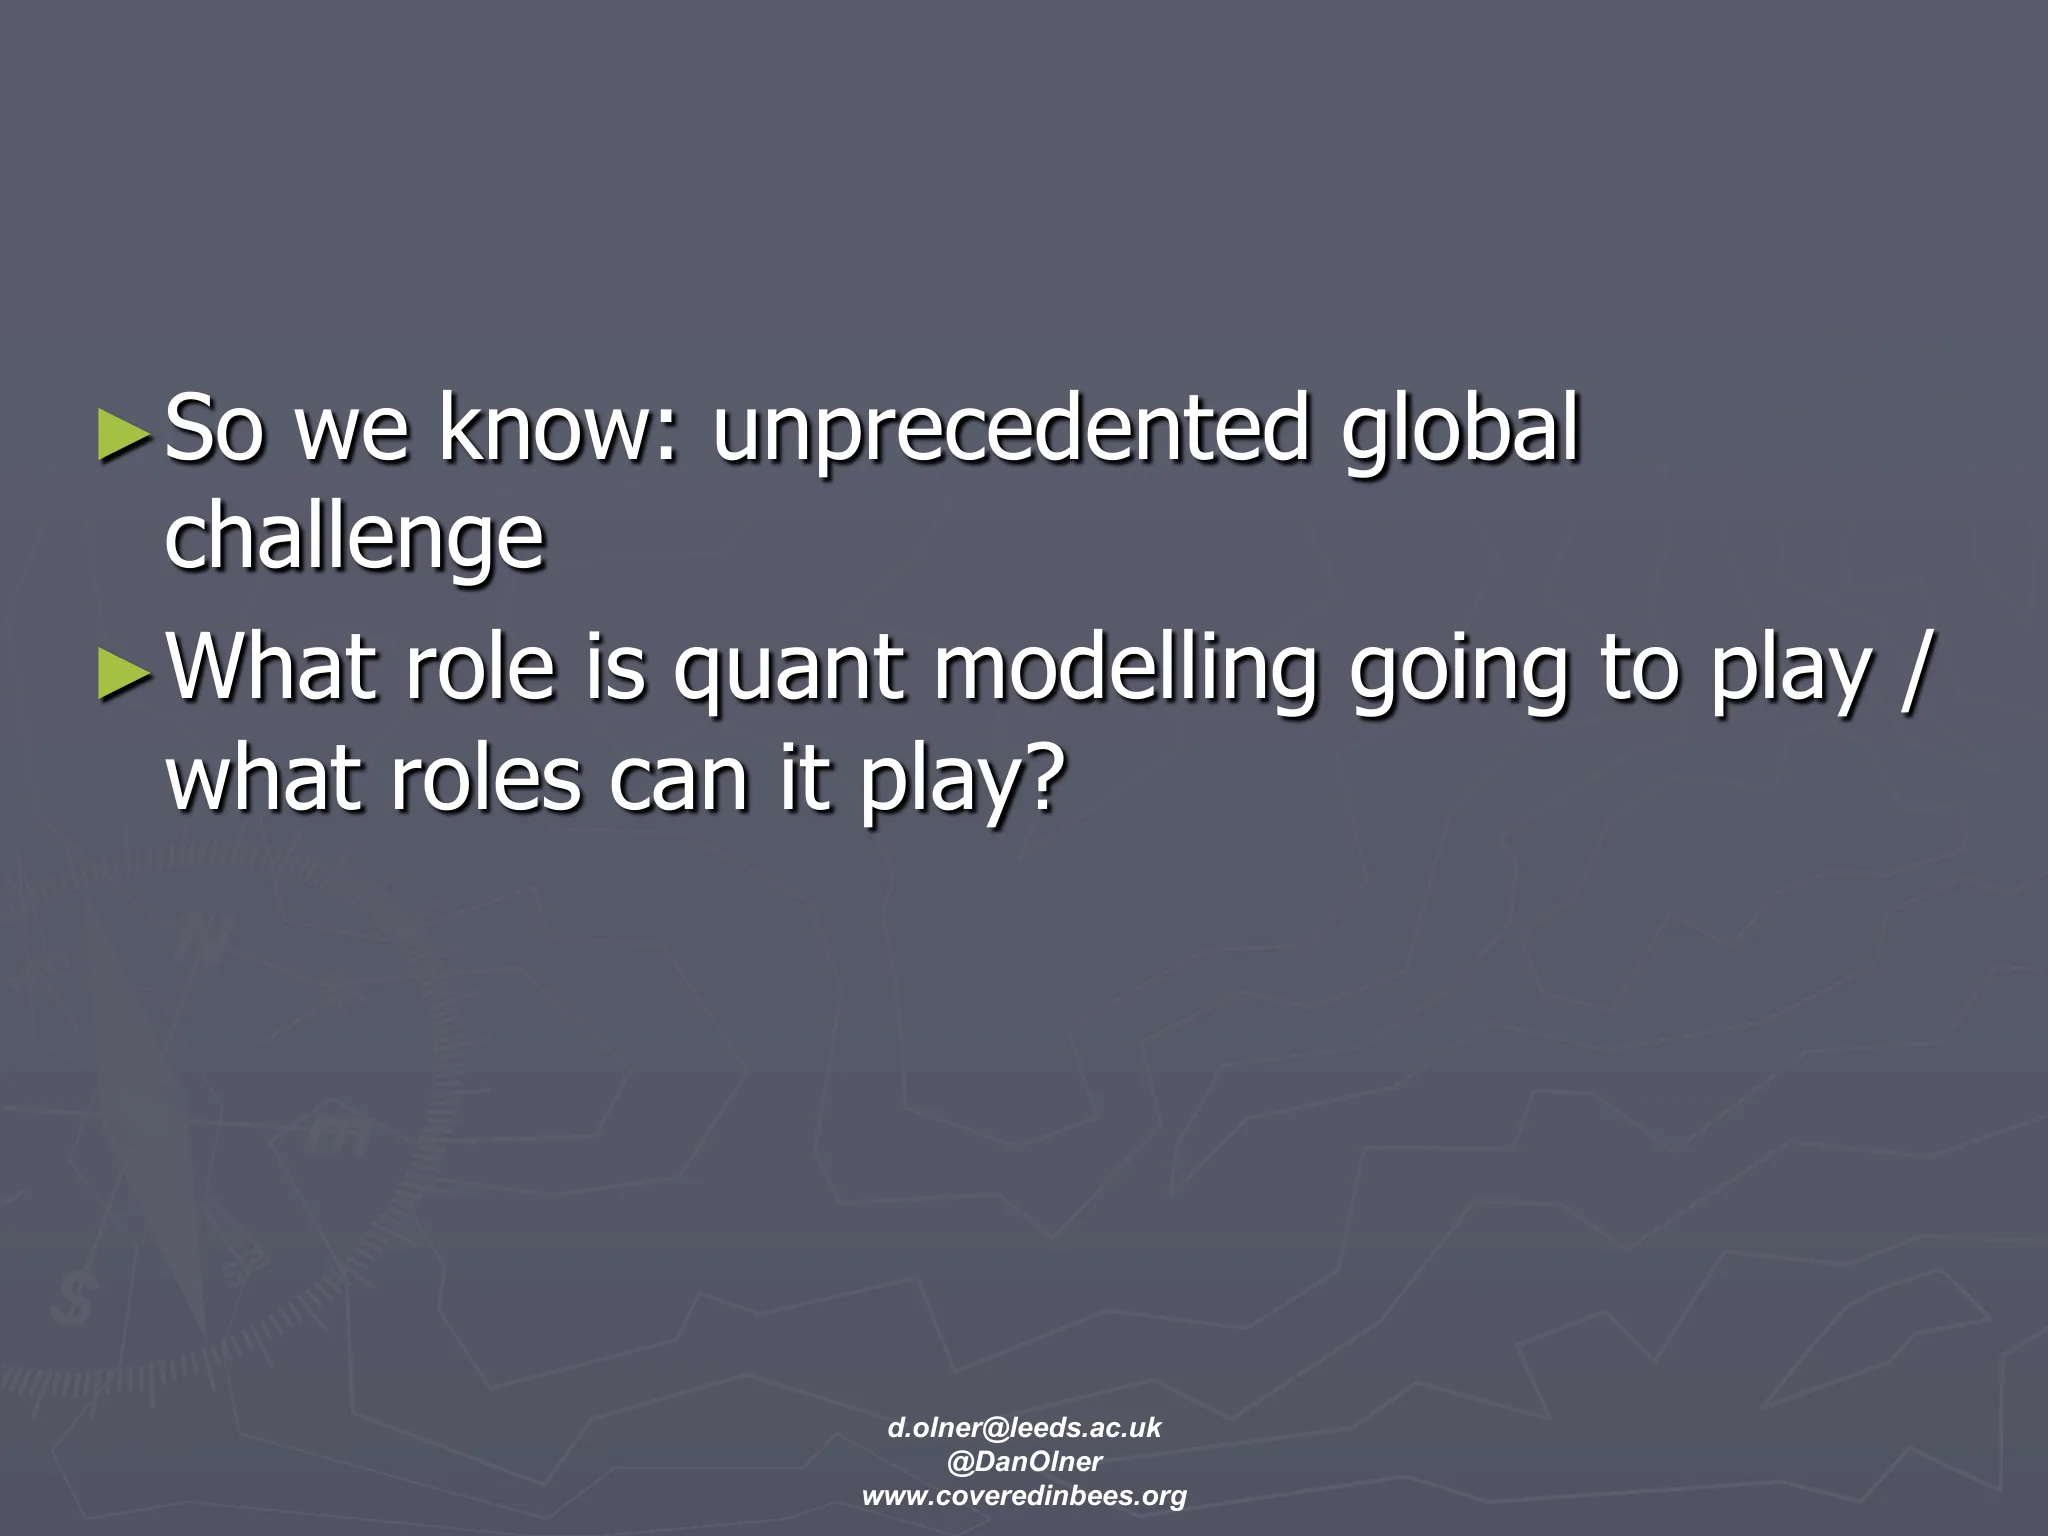 ►So we know: unprecedented global
challenge
►What role is quant modelling going to play /
what roles can it play?
N
E
S
d.olner@leeds.ac.uk
@DanOlner
www.coveredinbees.org